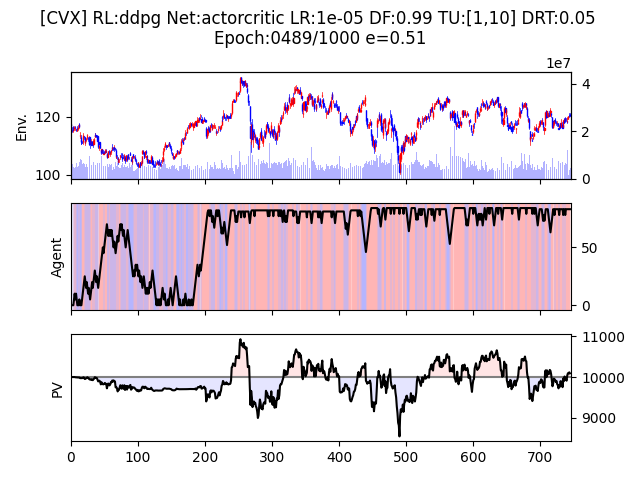 [CVX] RL:ddpg Net:actorcritic LR:1e-05 DF:0.99 TU:[1,10] DRT:0.05
Epoch:0489/1000 e=0.51
1e7
Env.
120
100
4
2
0
Agent
50
0
PV
11000
10000
9000
0 100 200 300 400 500 600 700